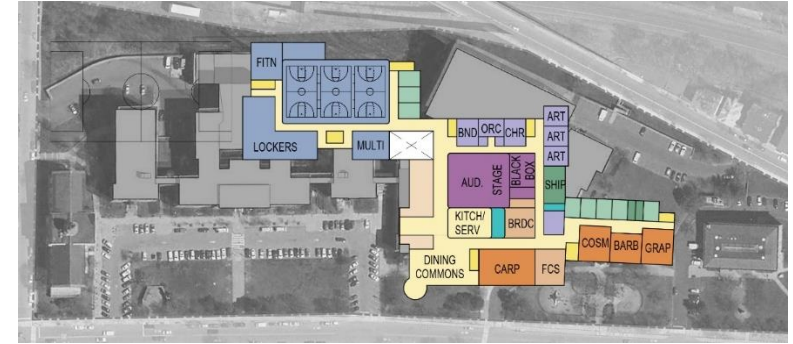 FITN
LOCKERS
MULTI
BND
ORC
CHR
ART
ART
ART
AUD.
STAGE
BLACK
BOX
SHIP
KITCH/
SERV
BRDC
DINING
COMMONS
CARP
FCS
COSM
BARB
GRAP